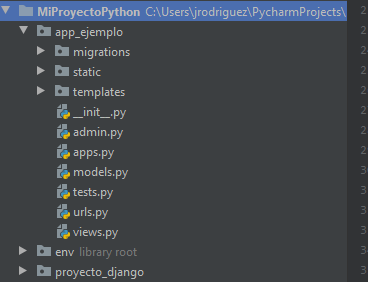 MiProyectoPython C:\Users\jrodriguez\PycharmProjects\
app_ejemplo
migrations
static
templates
__init__.py
admin.py
apps.py
models.py
tests.py
urls.py
views.py
env library root
proyecto_django